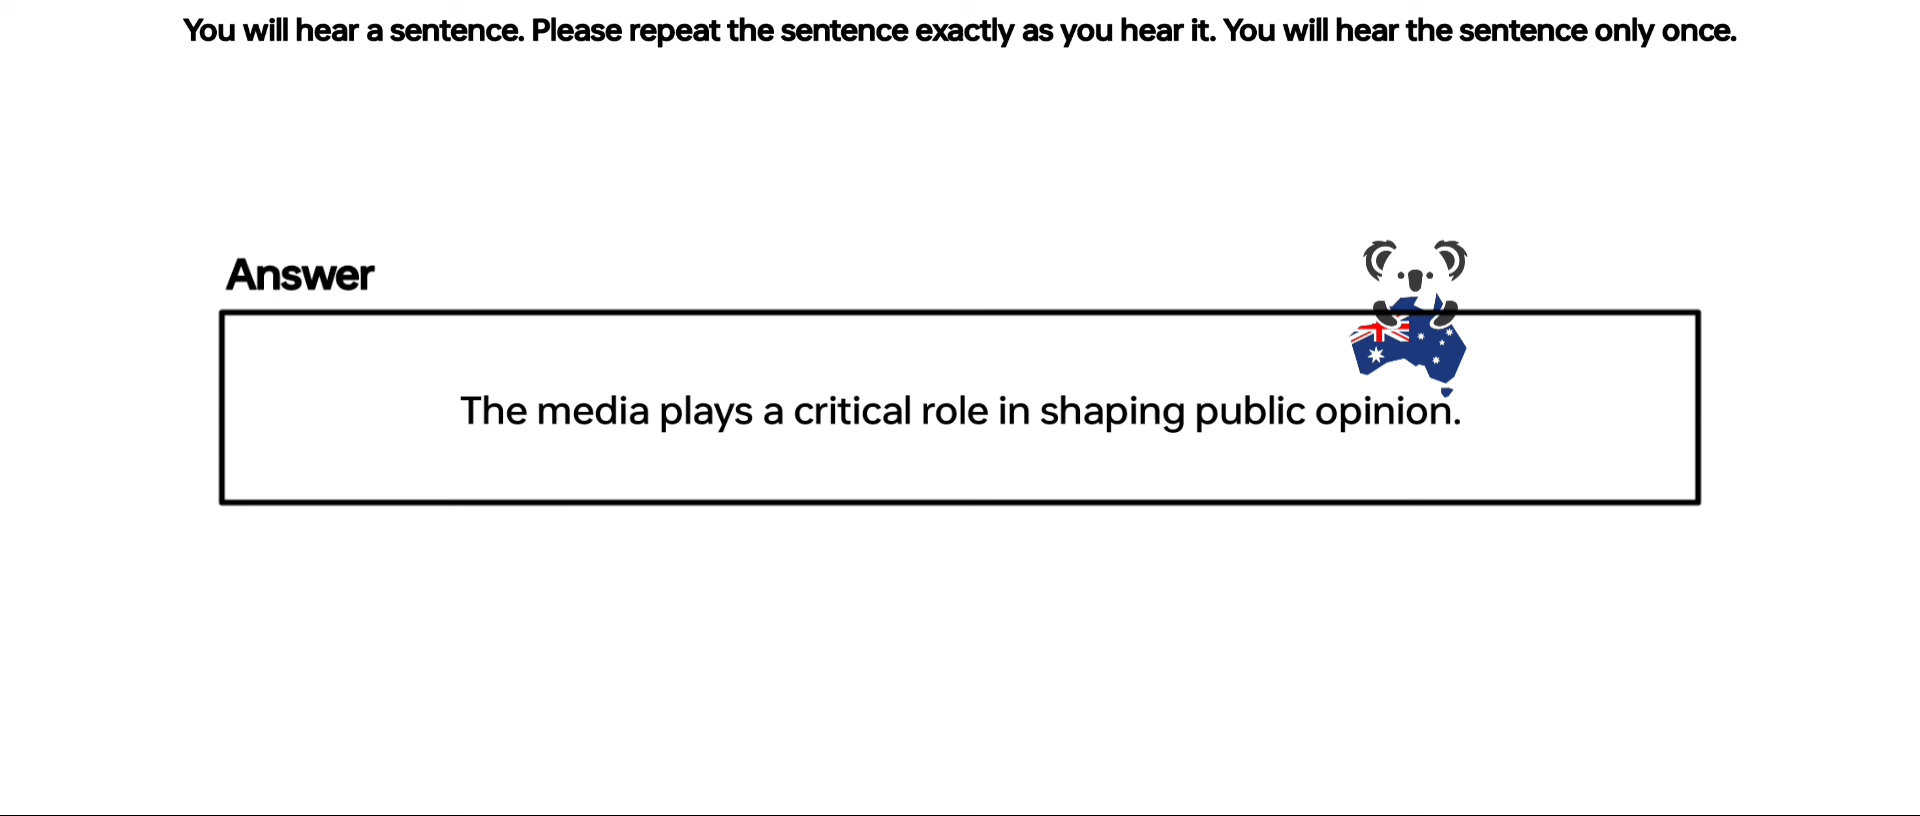 You will hear a sentence. Please repeat the sentence exactly as you hear it. You will hear the sentence only once.
Answer
The media plays a critical role in shaping public opinion.